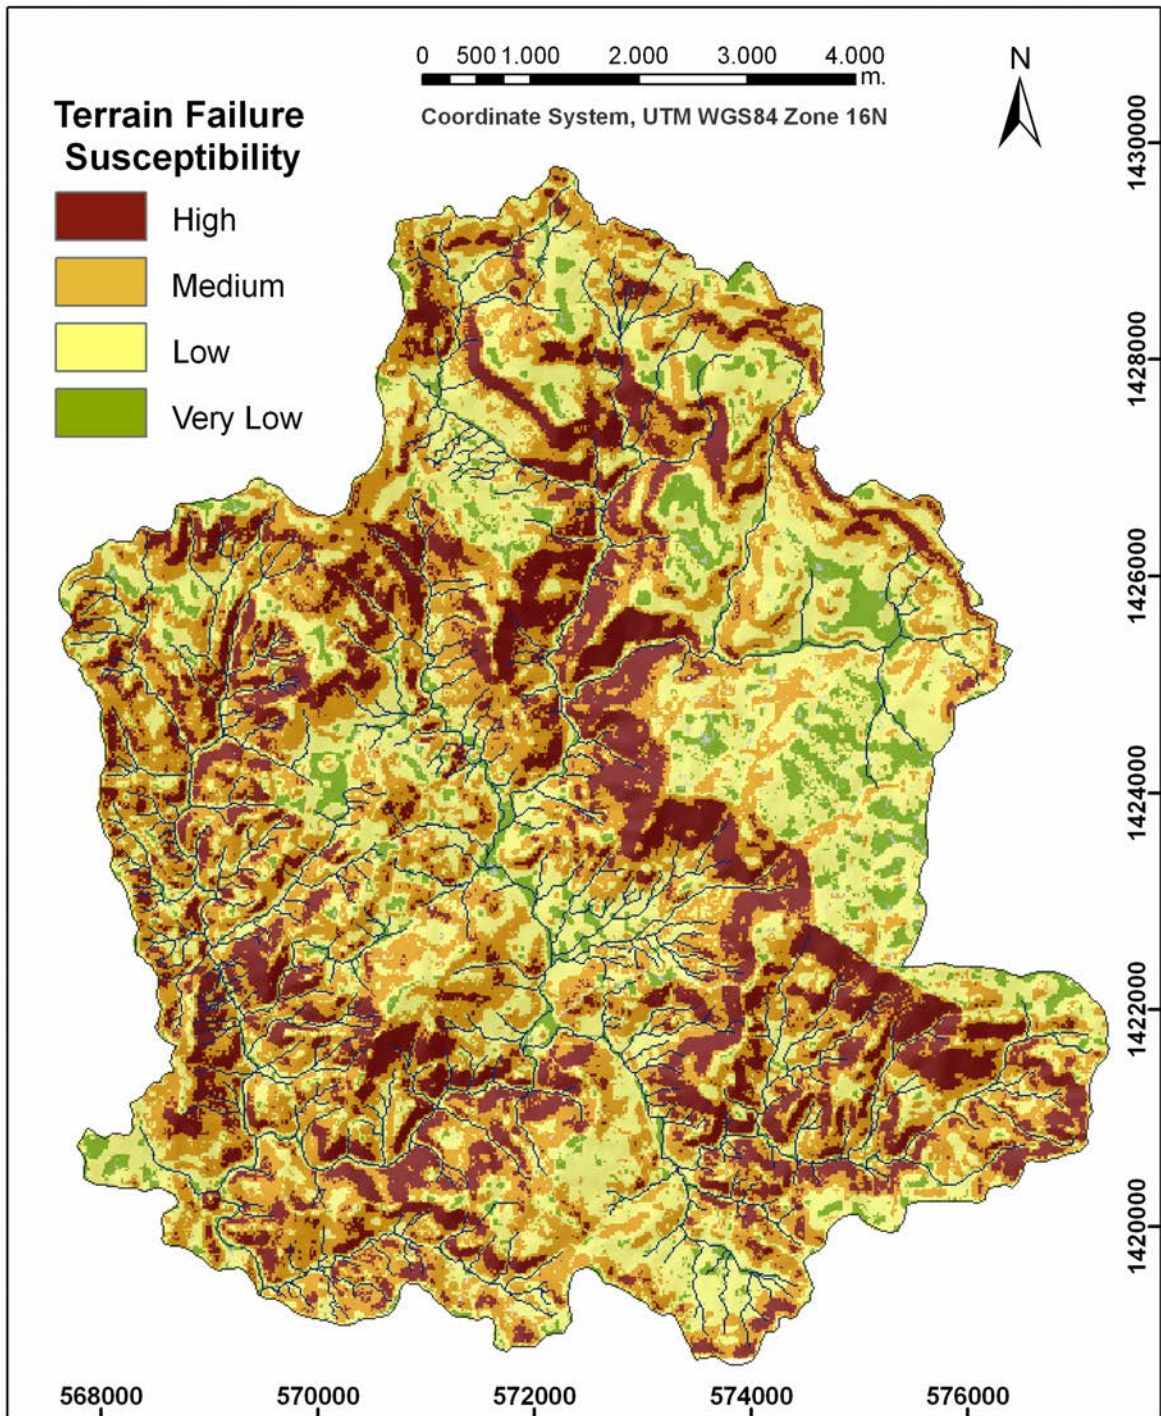 0 500 1.000 2.000 3.000 4.000
m.
Coordinate System, UTM WGS84 Zone 16N
N
Terrain Failure
Susceptibility
High
Medium
Low
Very Low
1430000
1428000
1426000
1424000
1422000
1420000
568000 570000 572000 574000 576000